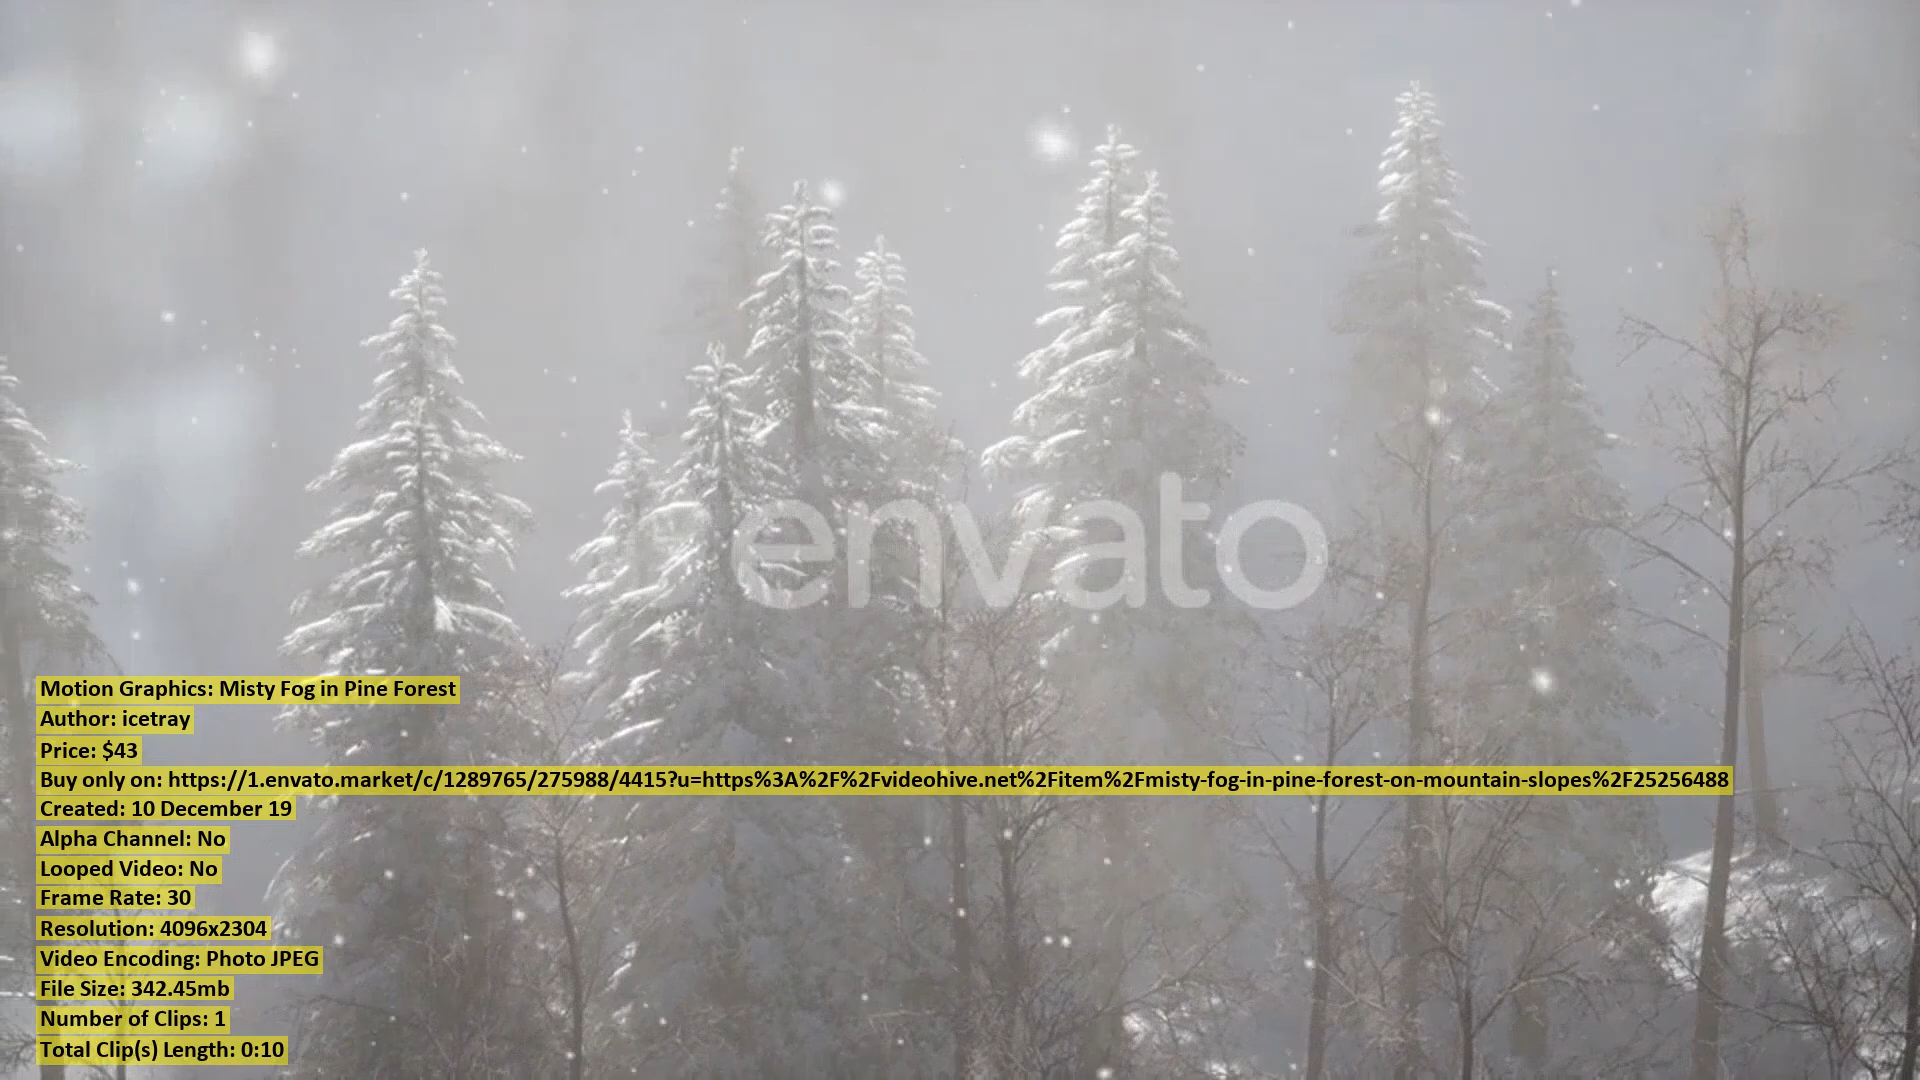 envato
Motion Graphics: Misty Fog in Pine Forest
Author: icetray
Price: $43
Buy only on: https://1.envato.market/c/1289765/275988/4415?u=https%3A%2F%2Fvideohive.net%2Fitem%2Fmisty-fog-in-pine-forest-on-mountain-slopes%2F25256488
Created: 10 December 19
Alpha Channel: No
Looped Video: No
Frame Rate: 30
Resolution: 4096x2304
Video Encoding: Photo JPEG
File Size: 342.45mb
Number of Clips: 1
Total Clip(s) Length: 0:10